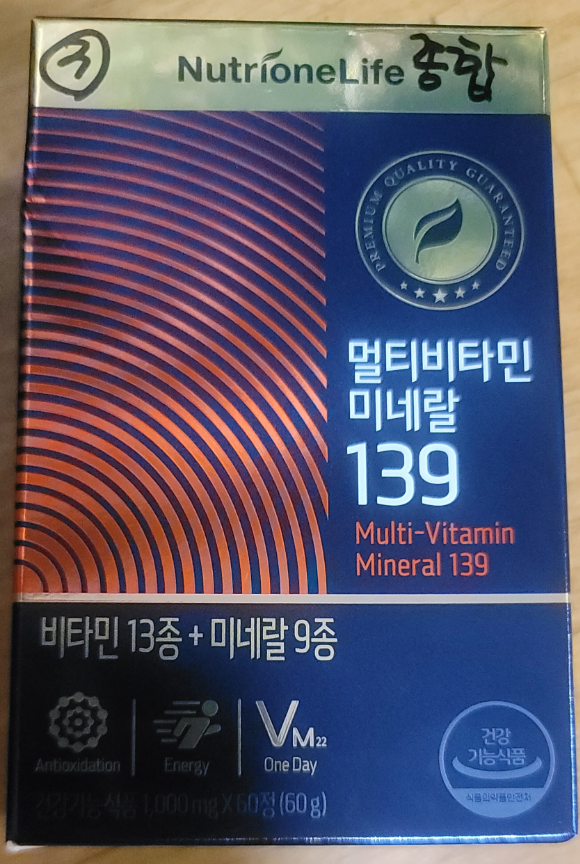 ③
NutrioneLife 종합
PREMIUM QUALITY GUARANTEED
멀티비타민
미네랄
139
Multi-Vitamin
Mineral 139
비타민 13종 + 미네랄 9종
Antioxidation
Energy
VM22
One Day
건강
기능식품
식품의약품안전처
건강기능식품 1,000 mg X 60정 (60 g)